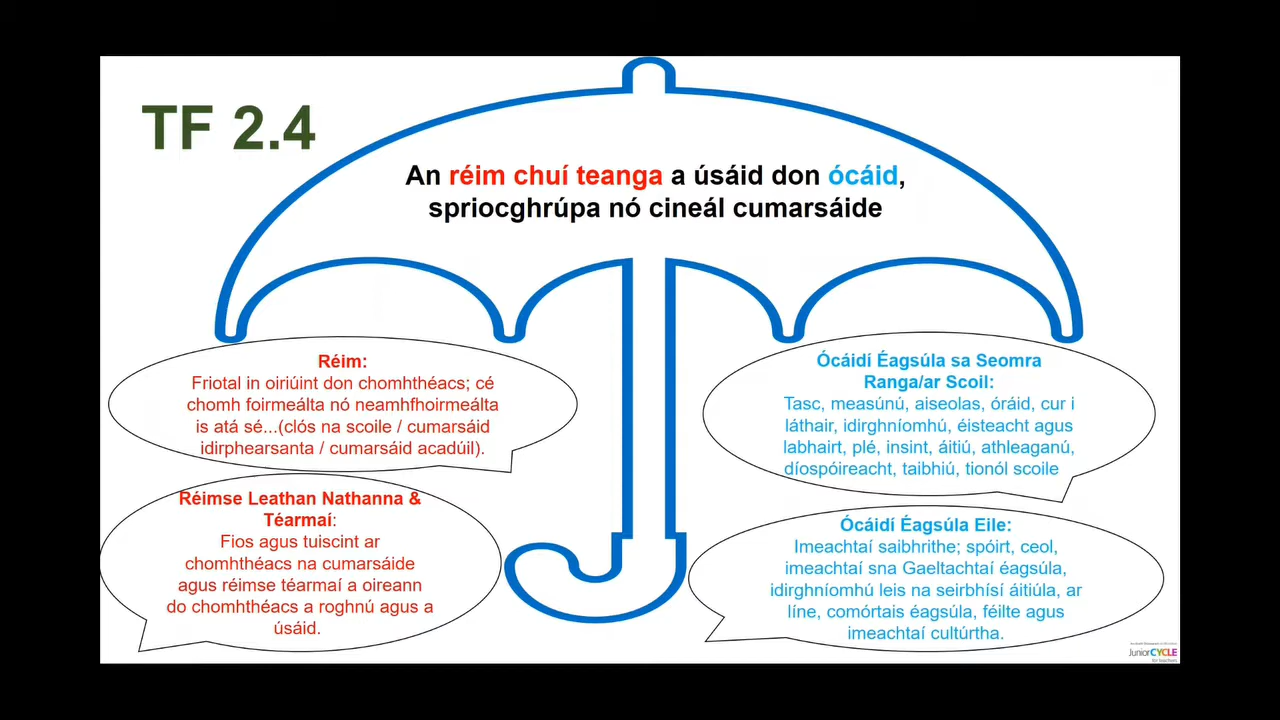 TF 2.4
An réim chuí teanga a úsáid don ócáid,
spriocghrúpa nó cineál cumarsáide
Réim:
Friotal in oiriúint don chomhthéacs; cé
chomh foirmeálta nó neamhfhoirmeálta
is atá sé...(clós na scoile / cumarsáid
idirphearsanta / cumarsáid acadúil).
Réimse Leathan Nathanna &
Téarmaí:
Fios agus tuiscint ar
chomhthéacs na cumarsáide
agus réimse téarmaí a oireann
do chomhthéacs a roghnú agus a
úsáid.
Ócáidí Éagsúla sa Seomra
Ranga/ar Scoil:
Tasc, measúnú, aiseolas, óráid, cur i
láthair, idirghníomhú, éisteacht agus
labhairt, plé, insint, áitiú, athleaganú,
díospóireacht, taibhiú, tionól scoile
Ócáidí Éagsúla Eile:
Imeachtaí saibhrithe; spóirt, ceol,
imeachtaí sna Gaeltachtaí éagsúla,
idirghníomhú leis na seirbhísí áitiúla, ar
líne, comórtais éagsúla, féilte agus
imeachtaí cultúrtha.
JuniorCYCLE
for teachers